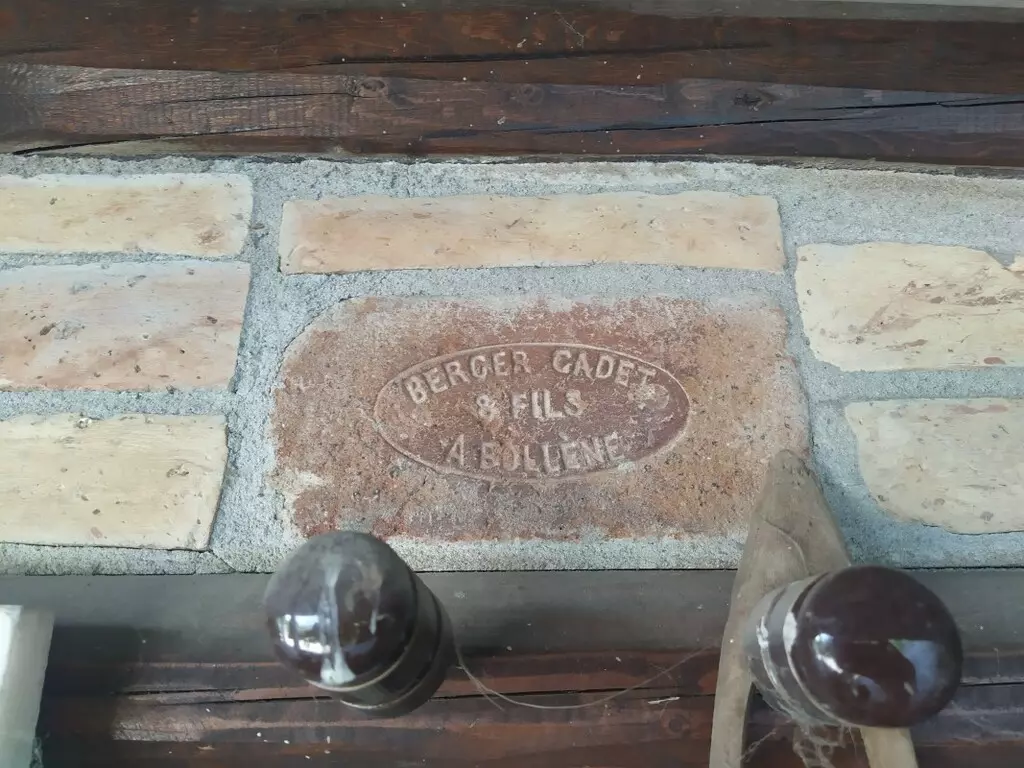 BERGER CADET
& FILS
A BOLLÈNE